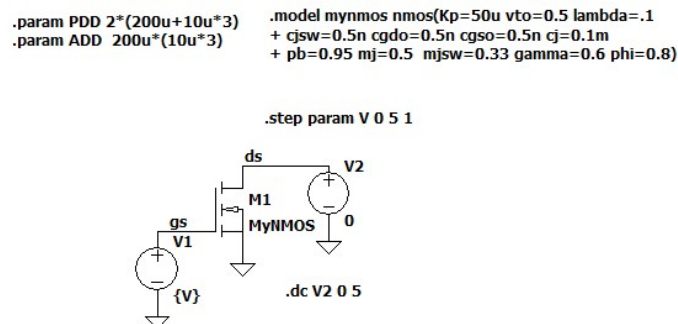 .param PDD 2*(200u+10u*3)
.param ADD 200u*(10u*3)
.model mynmos nmos(Kp=50u vto=0.5 lambda=.1
+ cjsw=0.5n cgdo=0.5n cgso=0.5n cj=0.1m
+ pb=0.95 mj=0.5 mjsw=0.33 gamma=0.6 phi=0.8)
.step param V 0 5 1
ds
V2
M1
gs
MyNMOS
0
V1
{V}
.dc V2 0 5